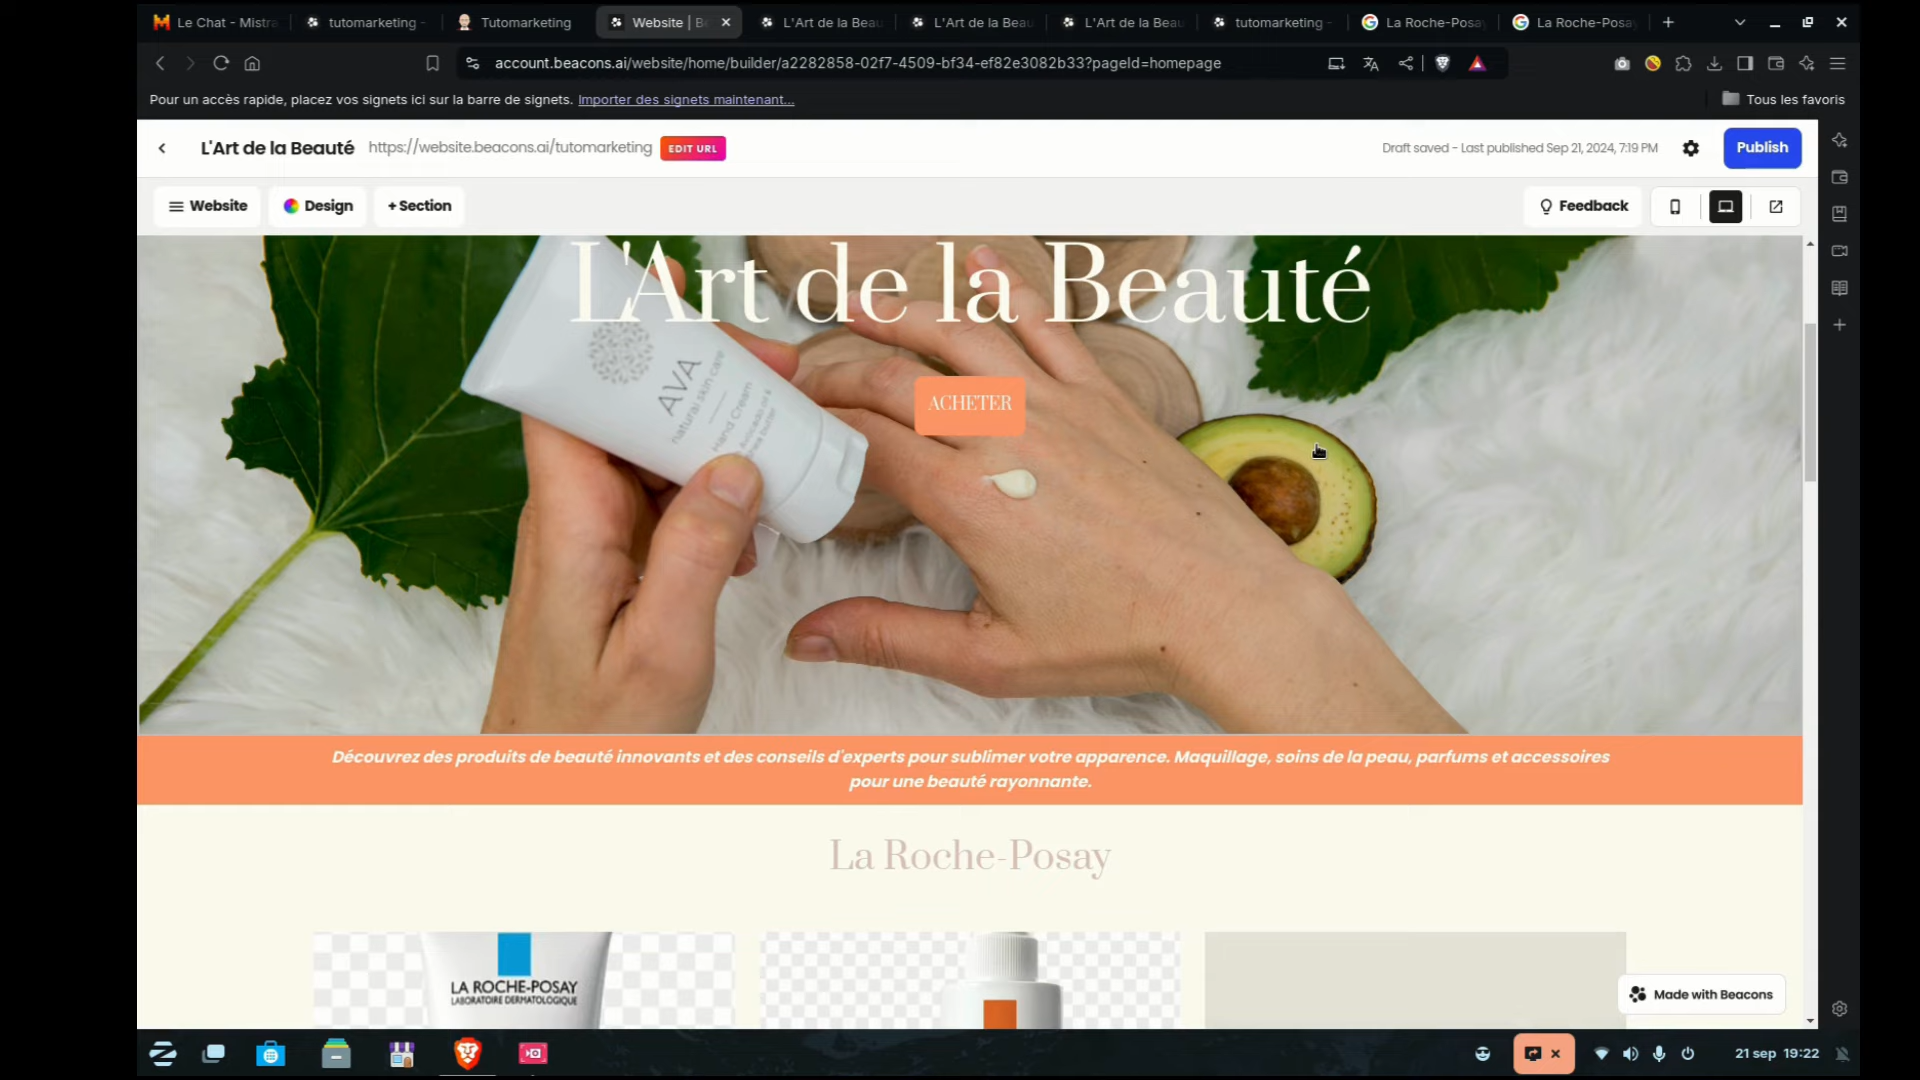 Le Chat - Mistra
tutomarketing -
Tutomarketing
Website | Be
L'Art de la Beau
L'Art de la Beau
L'Art de la Beau
tutomarketing -
La Roche-Posay
La Roche-Posay
account.beacons.ai/website/home/builder/a2282858-02f7-4509-bf34-ef82e3082b33?pageId=homepage
Pour un accès rapide, placez vos signets ici sur la barre de signets. Importer des signets maintenant...
Tous les favoris
L'Art de la Beauté
https://website.beacons.ai/tutomarketing
EDIT URL
Draft saved - Last published Sep 21, 2024, 7:19 PM
Publish
Website
Design
+ Section
Feedback
L'Art de la Beauté
AVA
natural skin care
Hand Cream
Avocado oil &
Shea butter
ACHETER
Découvrez des produits de beauté innovants et des conseils d'experts pour sublimer votre apparence. Maquillage, soins de la peau, parfums et accessoires
pour une beauté rayonnante.
La Roche-Posay
LA ROCHE-POSAY
LABORATOIRE DERMATOLOGIQUE
Made with Beacons
21 sep 19:22